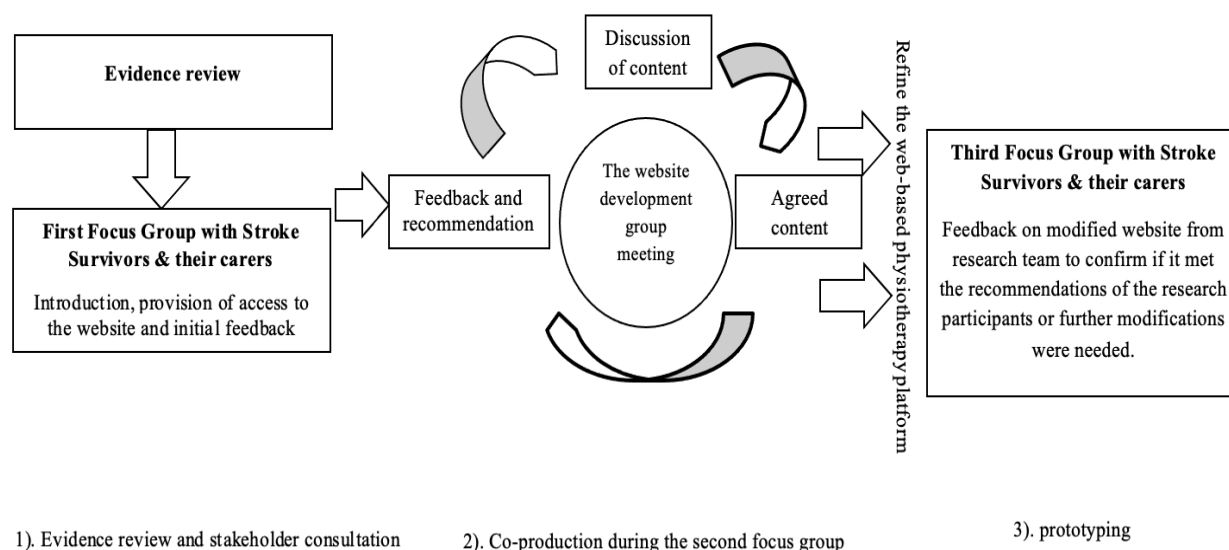 Evidence review
First Focus Group with Stroke
Survivors & their carers
Introduction, provision of access to
the website and initial feedback
Feedback and
recommendation
Discussion
of content
The website
development
group
meeting
Agreed
content
Refine the web-based physiotherapy platform
Third Focus Group with Stroke
Survivors & their carers
Feedback on modified website from
research team to confirm if it met
the recommendations of the research
participants or further modifications
were needed.
1). Evidence review and stakeholder consultation
2). Co-production during the second focus group
3). prototyping